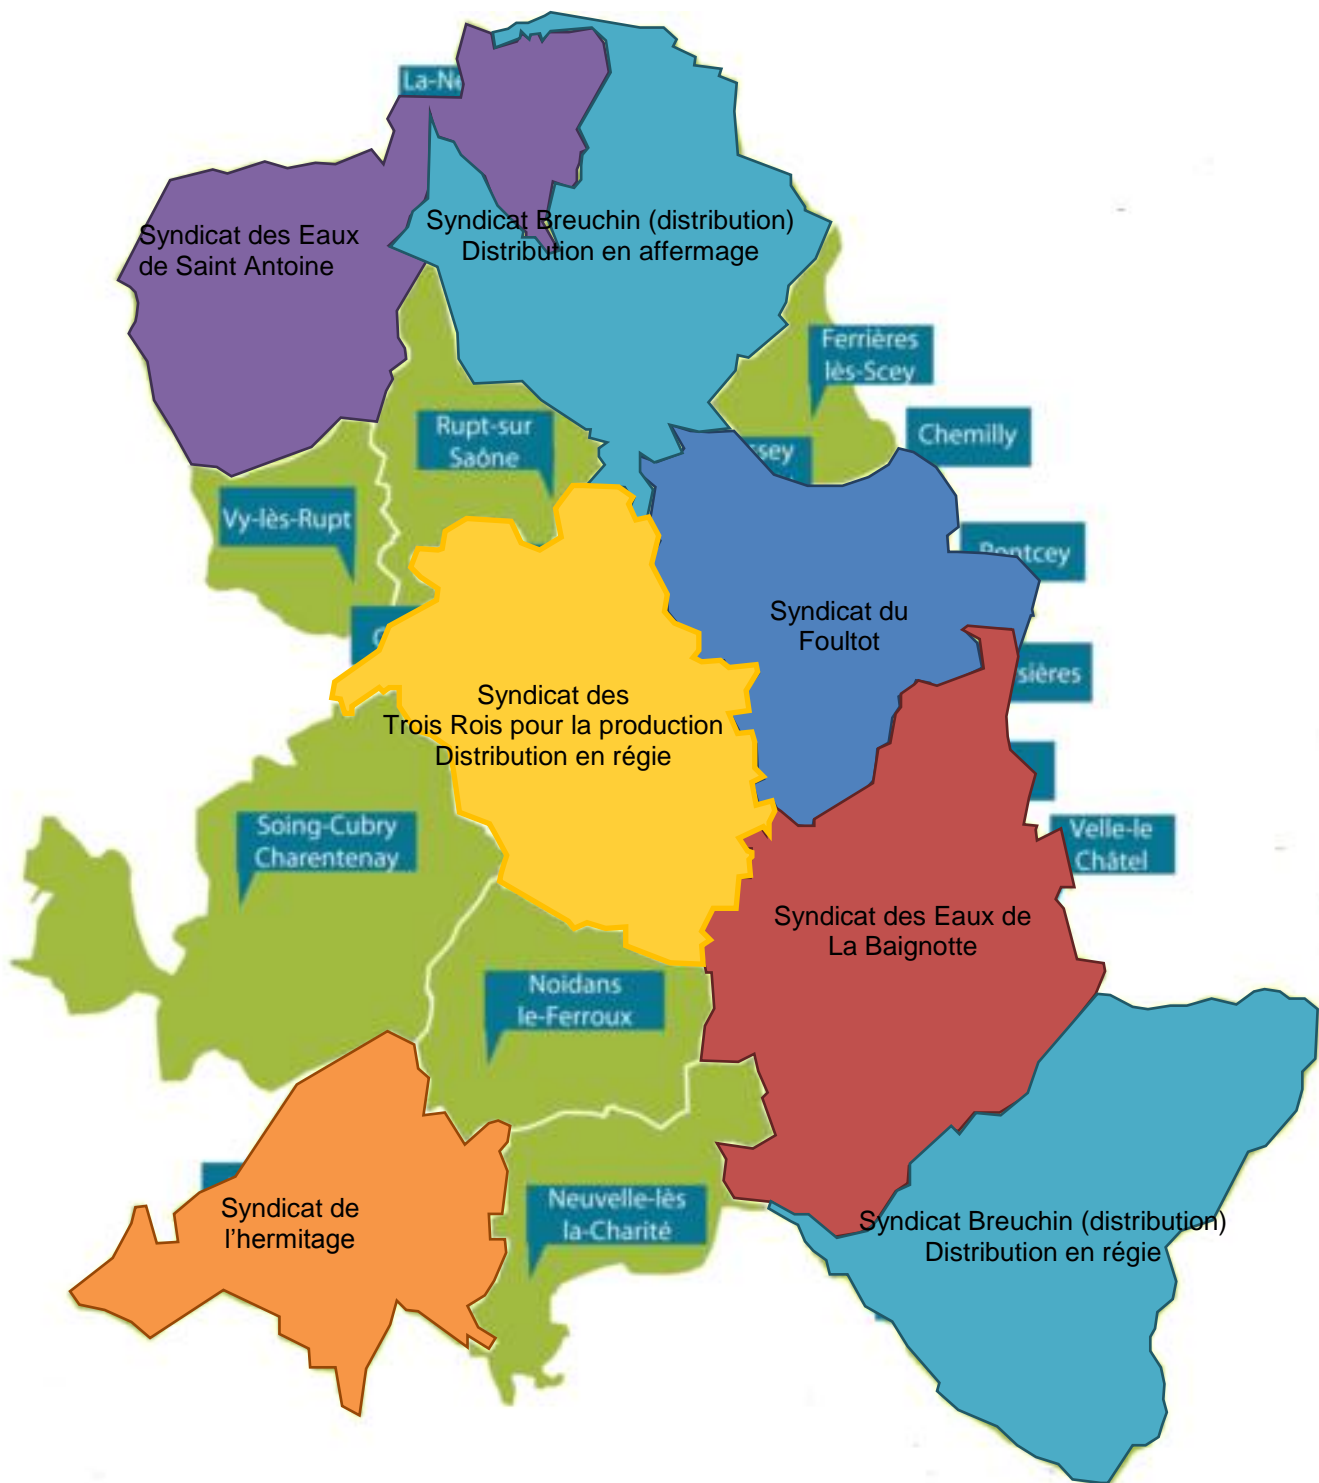 Syndicat des Eaux
de Saint Antoine
Syndicat Breuchin (distribution)
Distribution en affermage
Ferrières
lès-Scey
Rupt-sur
Saône
Chemilly
Vy-lès-Rupt
Syndicat du
Foultot
Syndicat des
Trois Rois pour la production
Distribution en régie
Soing-Cubry
Charentenay
Velle-le
Châtel
Syndicat des Eaux de
La Baignotte
Noidans
le-Ferroux
Syndicat de
l'hermitage
Neuvelle-lès
la-Charité
Syndicat Breuchin (distribution)
Distribution en régie